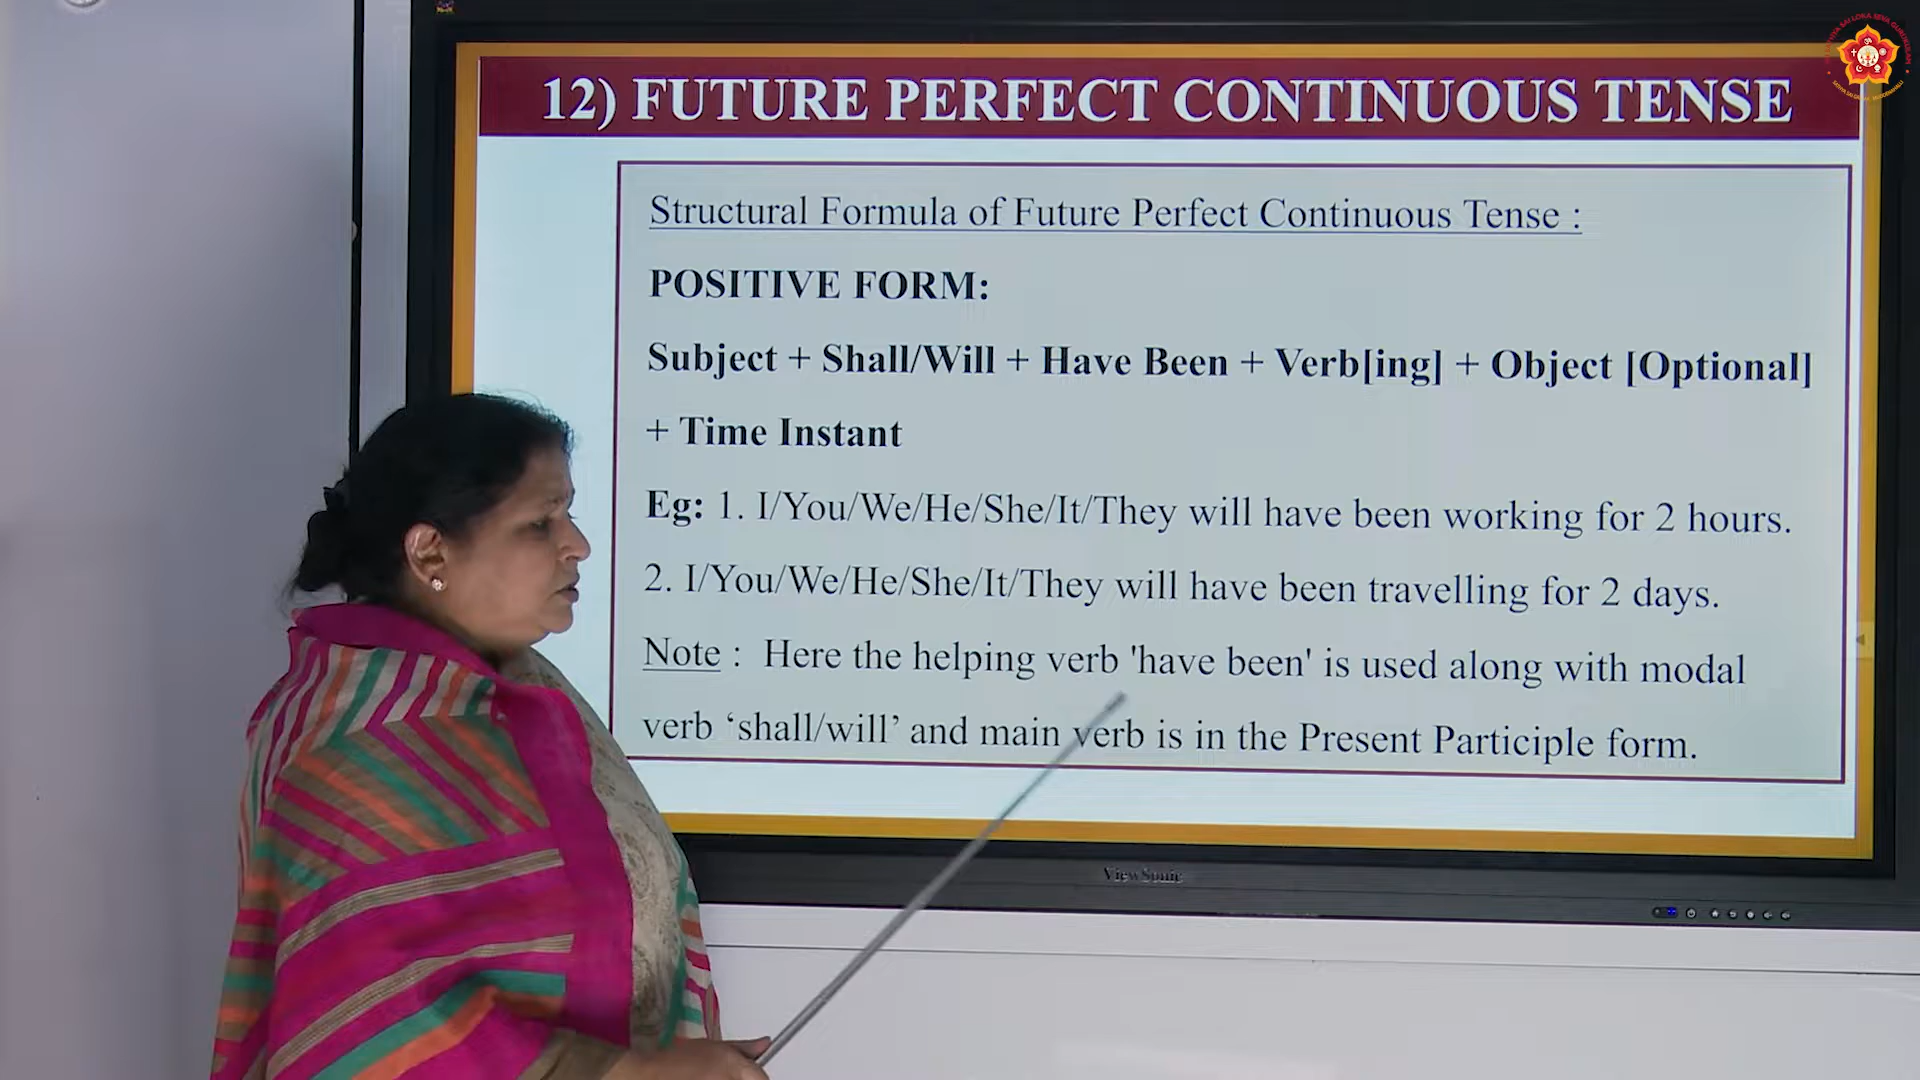 12) FUTURE PERFECT CONTINUOUS TENSE
Structural Formula of Future Perfect Continuous Tense :
POSITIVE FORM:
Subject + Shall/Will + Have Been + Verb[ing] + Object [Optional]
+ Time Instant
Eg: 1. I/You/We/He/She/It/They will have been working for 2 hours.
2. I/You/We/He/She/It/They will have been travelling for 2 days.
Note : Here the helping verb 'have been' is used along with modal
verb ‘shall/will’ and main verb is in the Present Participle form.
ViewSonic